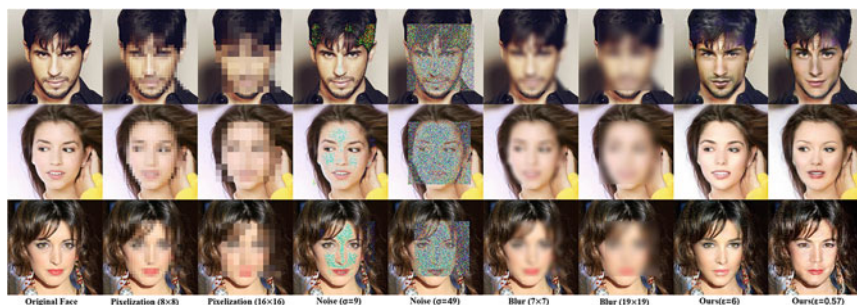 Original Face Pixelization (8×8) Pixelization (16×16) Noise (σ=9) Noise (σ=49) Blur (7×7) Blur (19×19) Ours(ε=6) Ours(ε=0.57)